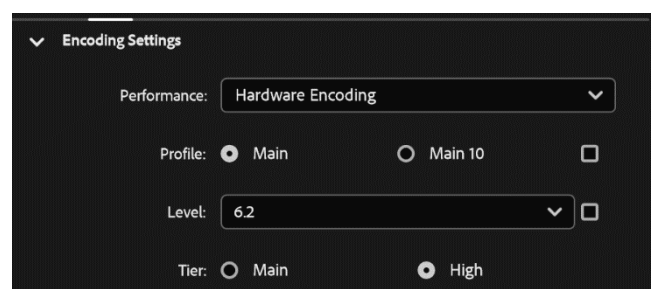 Encoding Settings
Performance: Hardware Encoding
Profile: Main Main 10
Level: 6.2
Tier: Main High